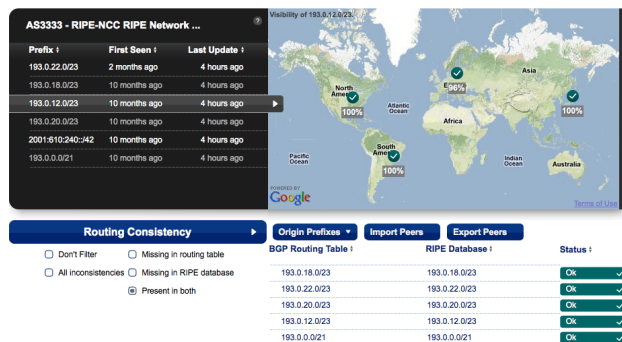 AS3333 - RIPE-NCC RIPE Network ...
?
Prefix First Seen Last Update
193.0.22.0/23 2 months ago 4 hours ago
193.0.18.0/23 10 months ago 4 hours ago
193.0.12.0/23 10 months ago 4 hours ago
193.0.20.0/23 10 months ago 4 hours ago
2001:610:240::/42 10 months ago 4 hours ago
193.0.0.0/21 10 months ago 4 hours ago
Visibility of 193.0.12.0/23.
North
100%
Atlantic
Ocean
96%
Asia
100%
Africa
South
100%
Pacific
Ocean
Indian
Ocean
Australia
POWERED BY
Google
Terms of Use
Routing Consistency
Don't Filter
Missing in routing table
All inconsistencies
Missing in RIPE database
Present in both
Origin Prefixes Import Peers Export Peers
BGP Routing Table RIPE Database Status
193.0.18.0/23 193.0.18.0/23 Ok
193.0.22.0/23 193.0.22.0/23 Ok
193.0.20.0/23 193.0.20.0/23 Ok
193.0.12.0/23 193.0.12.0/23 Ok
193.0.0.0/21 193.0.0.0/21 Ok